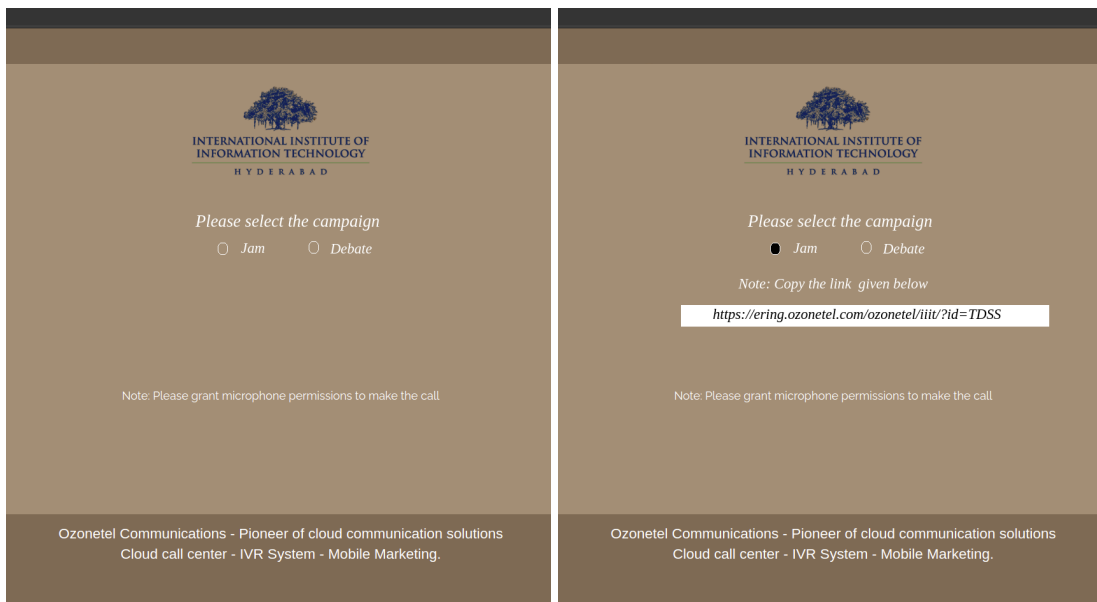 INTERNATIONAL INSTITUTE OF
INFORMATION TECHNOLOGY
HYDERABAD
Please select the campaign
Jam Debate
Note: Please grant microphone permissions to make the call
Ozonetel Communications - Pioneer of cloud communication solutions
Cloud call center - IVR System - Mobile Marketing.
INTERNATIONAL INSTITUTE OF
INFORMATION TECHNOLOGY
HYDERABAD
Please select the campaign
Jam Debate
Note: Copy the link given below
https://ering.ozonetel.com/ozonetel/iiit/?id=TDSS
Note: Please grant microphone permissions to make the call
Ozonetel Communications - Pioneer of cloud communication solutions
Cloud call center - IVR System - Mobile Marketing.